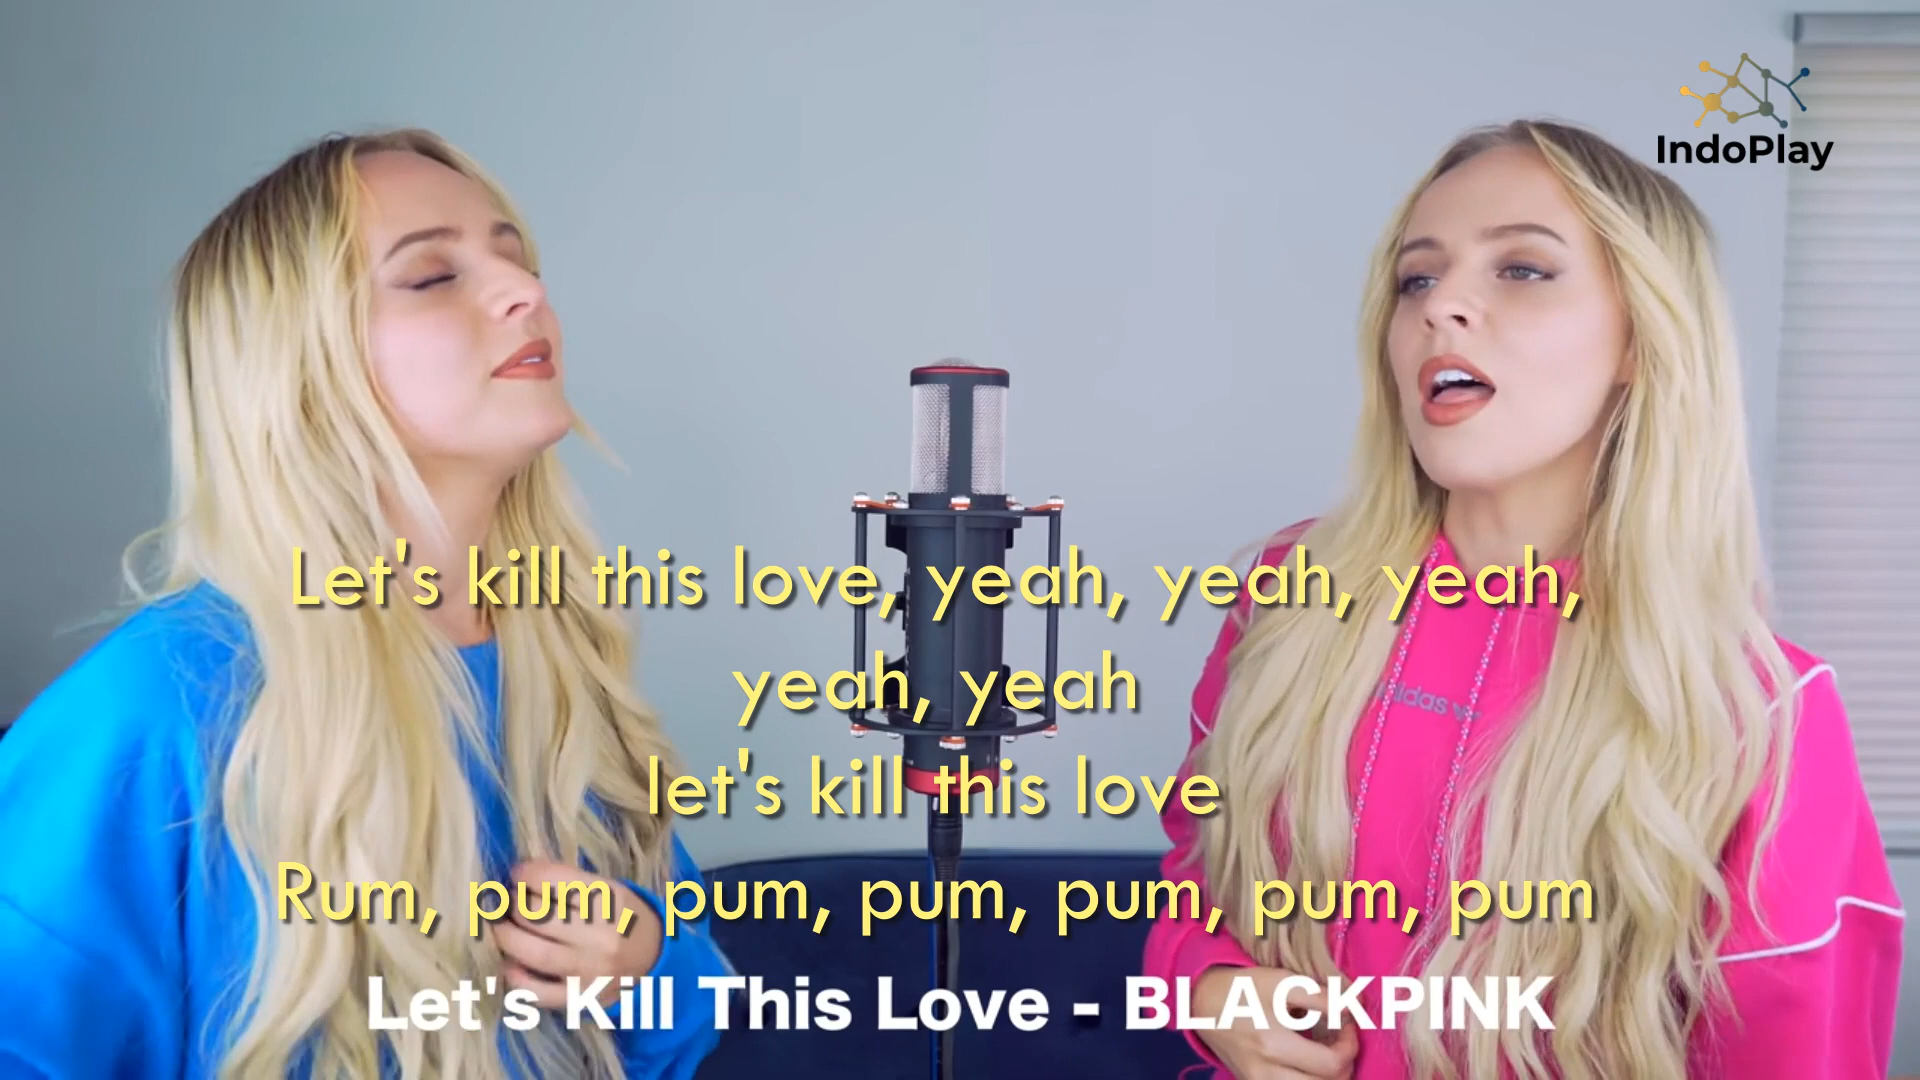 IndoPlay
Let's kill this love, yeah, yeah, yeah,
yeah, yeah
let's kill this love
Rum, pum, pum, pum, pum, pum, pum
Let's Kill This Love - BLACKPINK